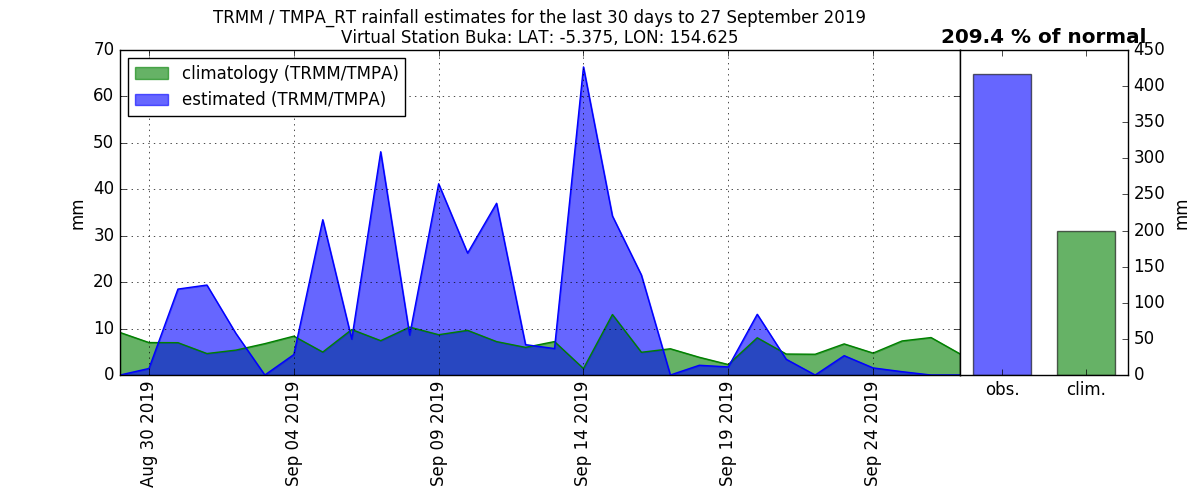 TRMM / TMPA_RT rainfall estimates for the last 30 days to 27 September 2019
Virtual Station Buka: LAT: -5.375, LON: 154.625
209.4 % of normal
climatology (TRMM/TMPA)
estimated (TRMM/TMPA)
70
60
50
40
30
20
10
0
mm
Aug 30 2019
Sep 04 2019
Sep 09 2019
Sep 14 2019
Sep 19 2019
Sep 24 2019
obs.
clim.
450
400
350
300
250
200
150
100
50
0
mm